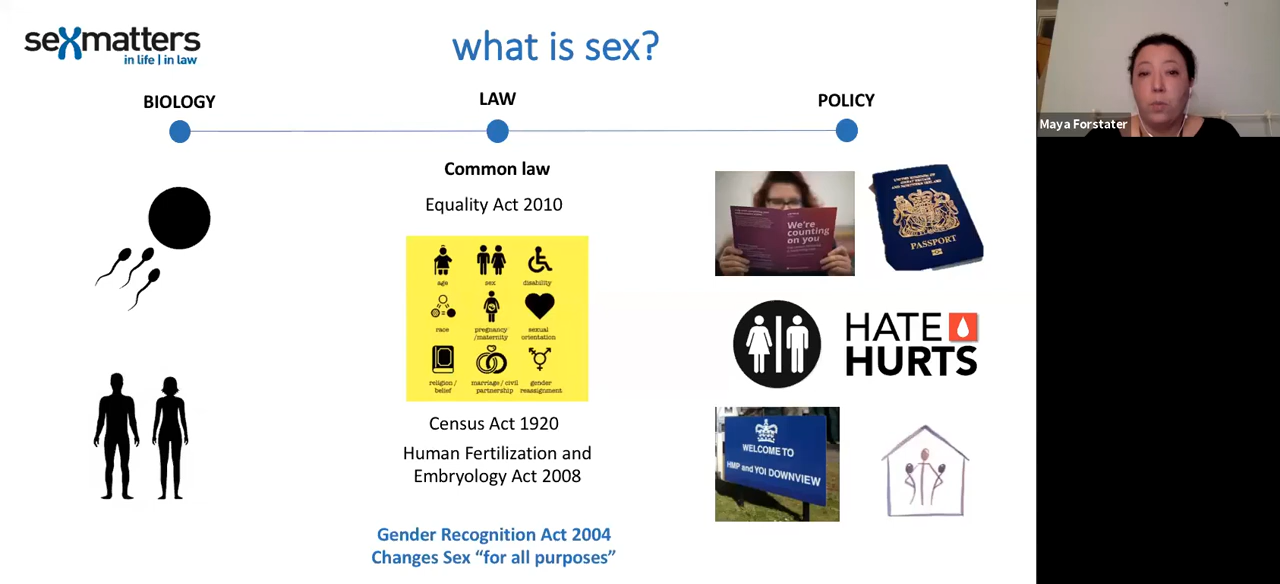 sexmatters
in life | in law
what is sex?
BIOLOGY
LAW
POLICY
Maya Forstater
Common law
Equality Act 2010
age
sex
disability
race
pregnancy
/maternity
sexual
orientation
religion /
belief
marriage / civil
partnership
gender
reassignment
Census Act 1920
Human Fertilization and
Embryology Act 2008
Gender Recognition Act 2004
Changes Sex “for all purposes”
We're
counting
on you
PASSPORT
HATE
HURTS
WELCOME TO
HMP and YOI DOWNVIEW